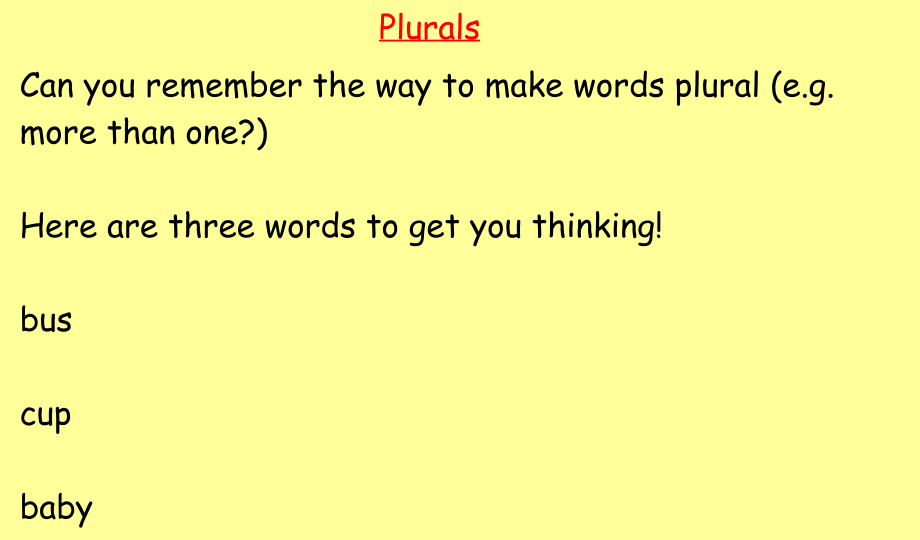 Plurals
Can you remember the way to make words plural (e.g.
more than one?)
Here are three words to get you thinking!
bus
cup
baby